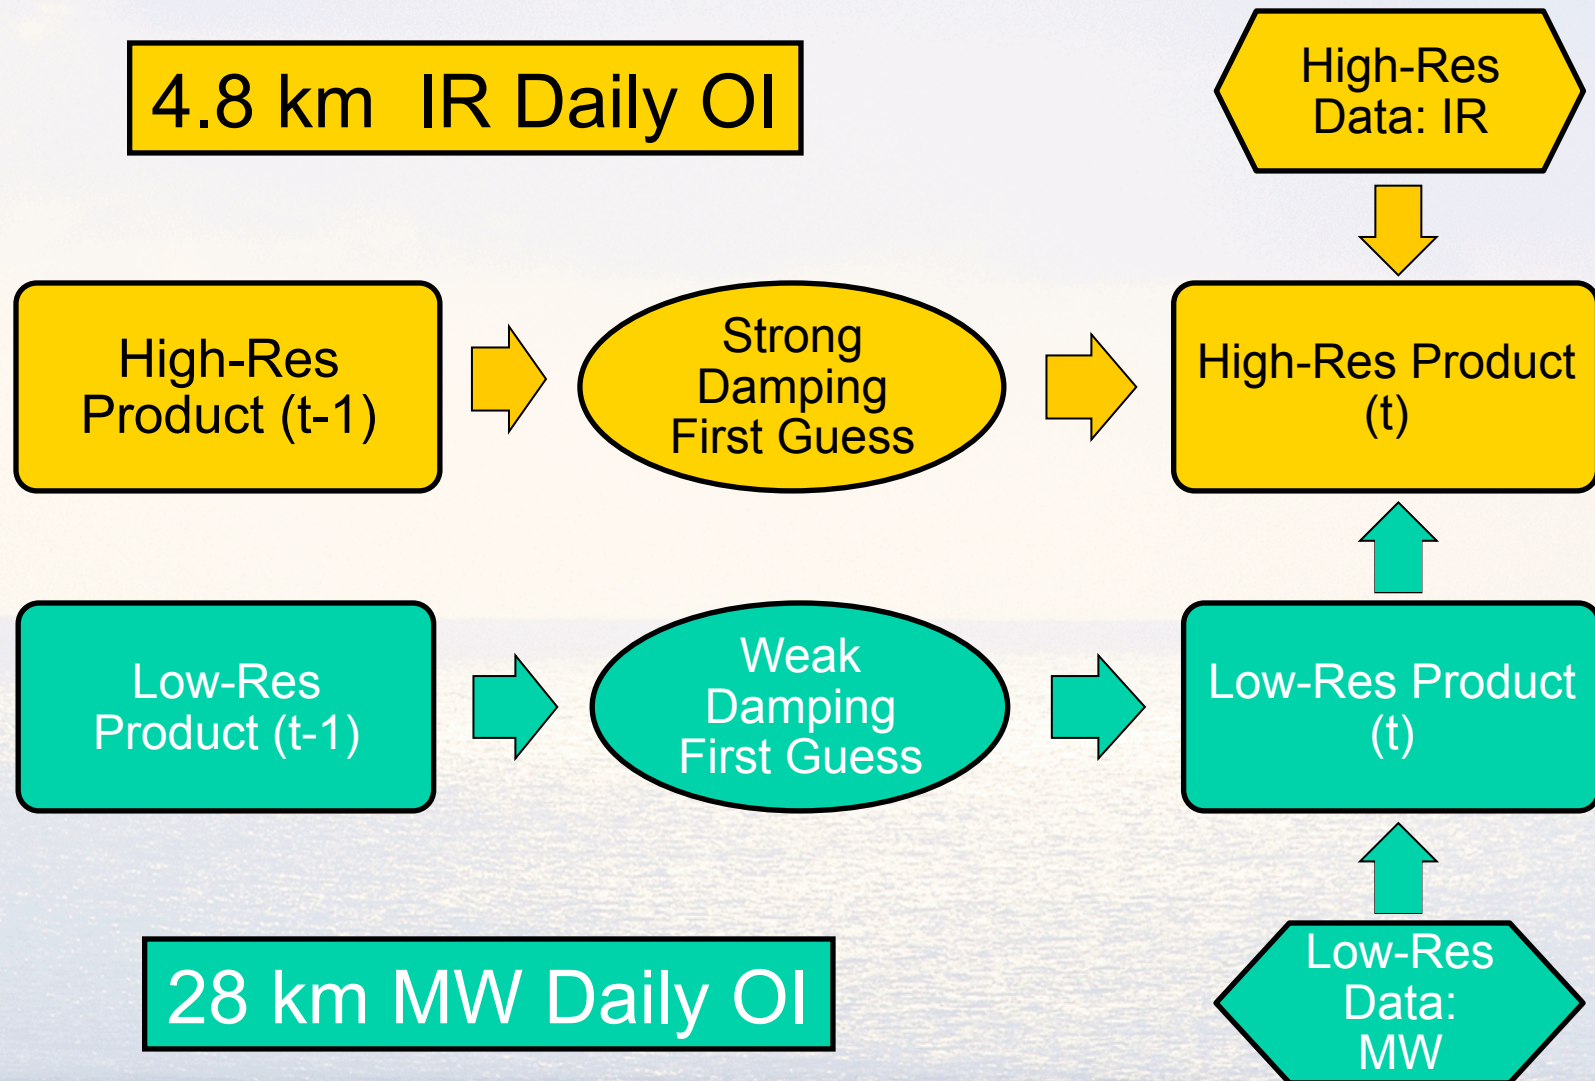 4.8 km IR Daily OI
High-Res
Data: IR
High-Res
Product (t-1)
Strong
Damping
First Guess
High-Res Product
(t)
Low-Res
Product (t-1)
Weak
Damping
First Guess
Low-Res Product
(t)
28 km MW Daily OI
Low-Res
Data:
MW